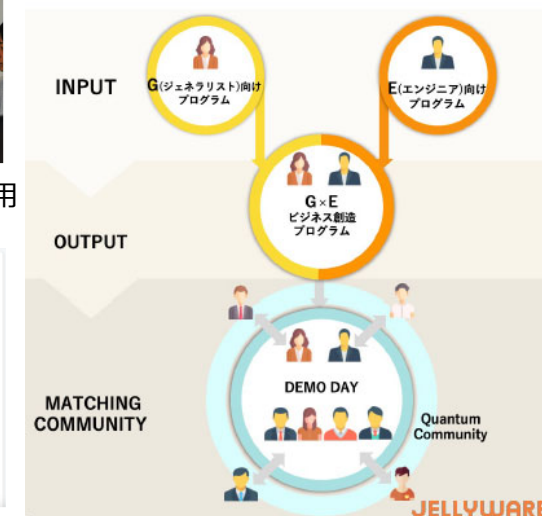 INPUT
G(ジェネラリスト)向け
プログラム
E(エンジニア)向け
プログラム
用
G×E
ビジネス創造
プログラム
OUTPUT
DEMO DAY
MATCHING
COMMUNITY
Quantum
Community
JELLYWARE